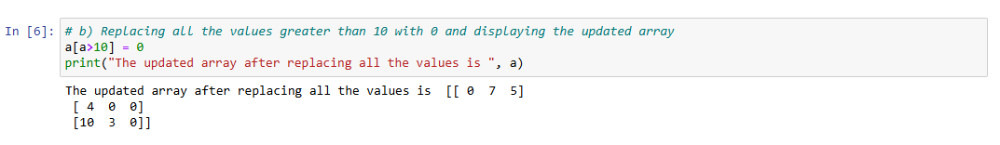 In [6]: # b) Replacing all the values greater than 10 with 0 and displaying the updated array
a[a>10] = 0
print("The updated array after replacing all the values is ", a)
The updated array after replacing all the values is  [[ 0  7  5]
 [ 4  0  0]
 [10  3  0]]